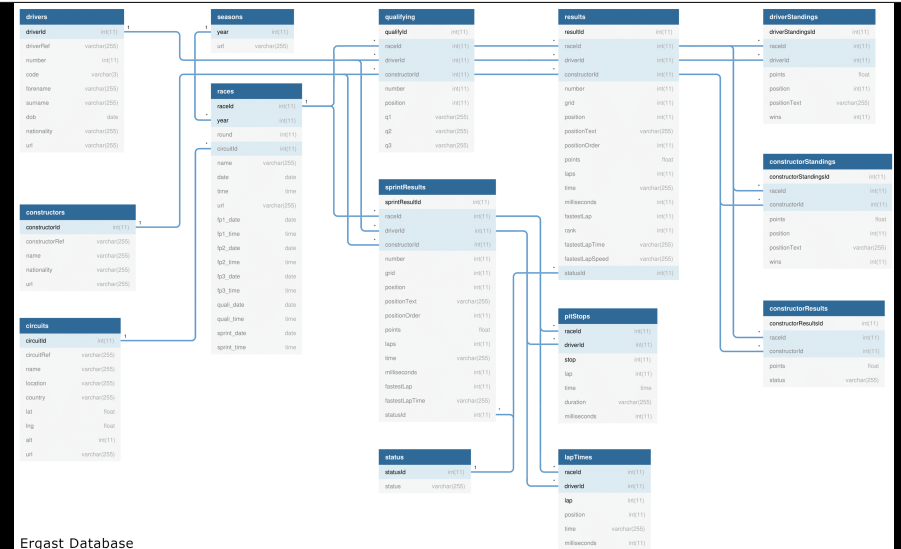 drivers
driverId int(11)
driverRef varchar(255)
number int(11)
code varchar(3)
forename varchar(255)
surname varchar(255)
dob date
nationality varchar(255)
url varchar(255)
constructors
constructorId int(11)
constructorRef varchar(255)
name varchar(255)
nationality varchar(255)
url varchar(255)
circuits
circuitId int(11)
circuitRef varchar(255)
name varchar(255)
location varchar(255)
country varchar(255)
lat float
lng float
alt int(11)
url varchar(255)
seasons
year int(11)
url varchar(255)
races
raceId int(11)
year int(11)
round int(11)
circuitId int(11)
name varchar(255)
date date
time time
url varchar(255)
fp1_date date
fp1_time time
fp2_date date
fp2_time time
fp3_date date
fp3_time time
quali_date date
quali_time time
sprint_date date
sprint_time time
qualifying
qualifyId int(11)
raceId int(11)
driverId int(11)
constructorId int(11)
number int(11)
position int(11)
q1 varchar(255)
q2 varchar(255)
q3 varchar(255)
sprintResults
sprintResultId int(11)
raceId int(11)
driverId int(11)
constructorId int(11)
number int(11)
grid int(11)
position int(11)
positionText varchar(255)
positionOrder int(11)
points float
laps int(11)
time varchar(255)
milliseconds int(11)
fastestLap int(11)
fastestLapTime varchar(255)
statusId int(11)
status
statusId int(11)
status varchar(255)
results
resultId int(11)
raceId int(11)
driverId int(11)
constructorId int(11)
number int(11)
grid int(11)
position int(11)
positionText varchar(255)
positionOrder int(11)
points float
laps int(11)
time varchar(255)
milliseconds int(11)
fastestLap int(11)
rank int(11)
fastestLapTime varchar(255)
fastestLapSpeed varchar(255)
statusId int(11)
pitStops
raceId int(11)
driverId int(11)
stop int(11)
lap int(11)
time time
duration varchar(255)
milliseconds int(11)
lapTimes
raceId int(11)
driverId int(11)
lap int(11)
position int(11)
time varchar(255)
milliseconds int(11)
driverStandings
driverStandingsId int(11)
raceId int(11)
driverId int(11)
points float
position int(11)
positionText varchar(255)
wins int(11)
constructorStandings
constructorStandingsId int(11)
raceId int(11)
constructorId int(11)
points float
position int(11)
positionText varchar(255)
wins int(11)
constructorResults
constructorResultsId int(11)
raceId int(11)
constructorId int(11)
points float
status varchar(255)
1
1
1
1
1
1
Ergast Database